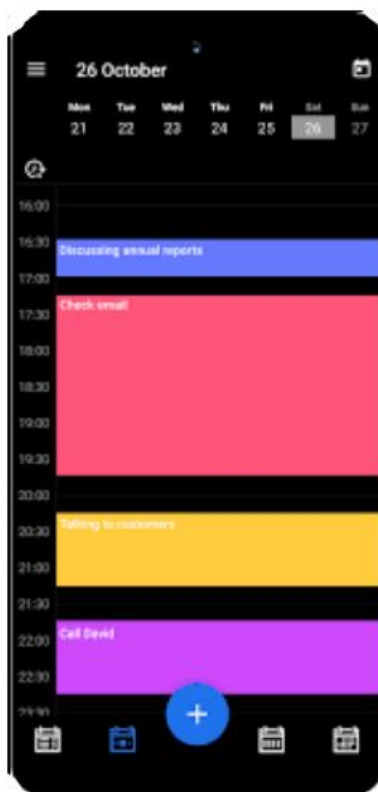 26 October
Mon Tue Wed Thu Fri Sat Sun
21 22 23 24 25 26 27
16:00
16:30
Discussing annual reports
17:00
Check email
17:30
18:00
18:30
19:00
19:30
20:00
Talking to customers
20:30
21:00
21:30
Call David
22:00
22:30
23:00